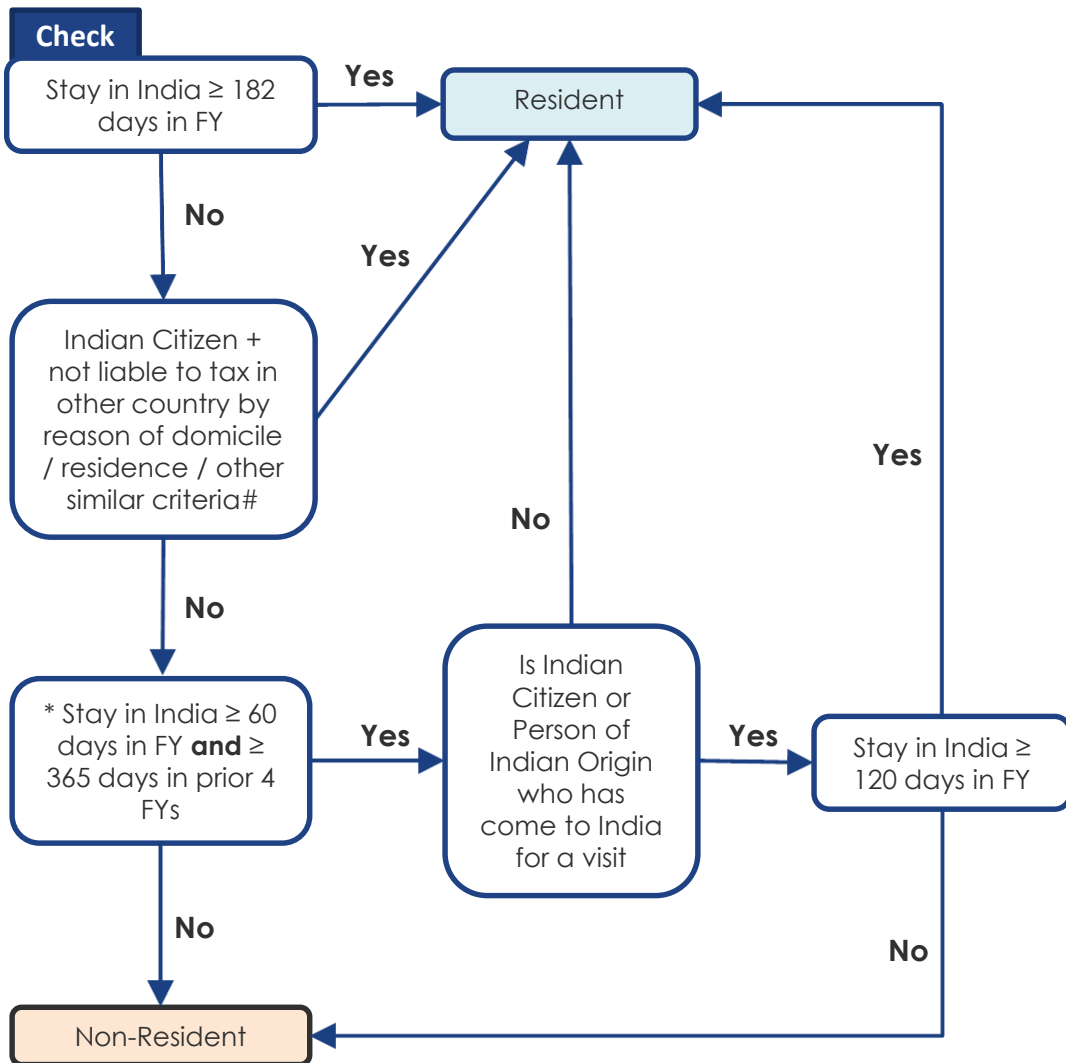 Check
Stay in India ≥ 182
days in FY
Yes
Resident
No
Yes
Indian Citizen +
not liable to tax in
other country by
reason of domicile
/ residence / other
similar criteria#
No
Yes
No
* Stay in India ≥ 60
days in FY and ≥
365 days in prior 4
FYs
Yes
Is Indian
Citizen or
Person of
Indian Origin
who has
come to India
for a visit
Yes
Stay in India ≥
120 days in FY
No
No
Non-Resident